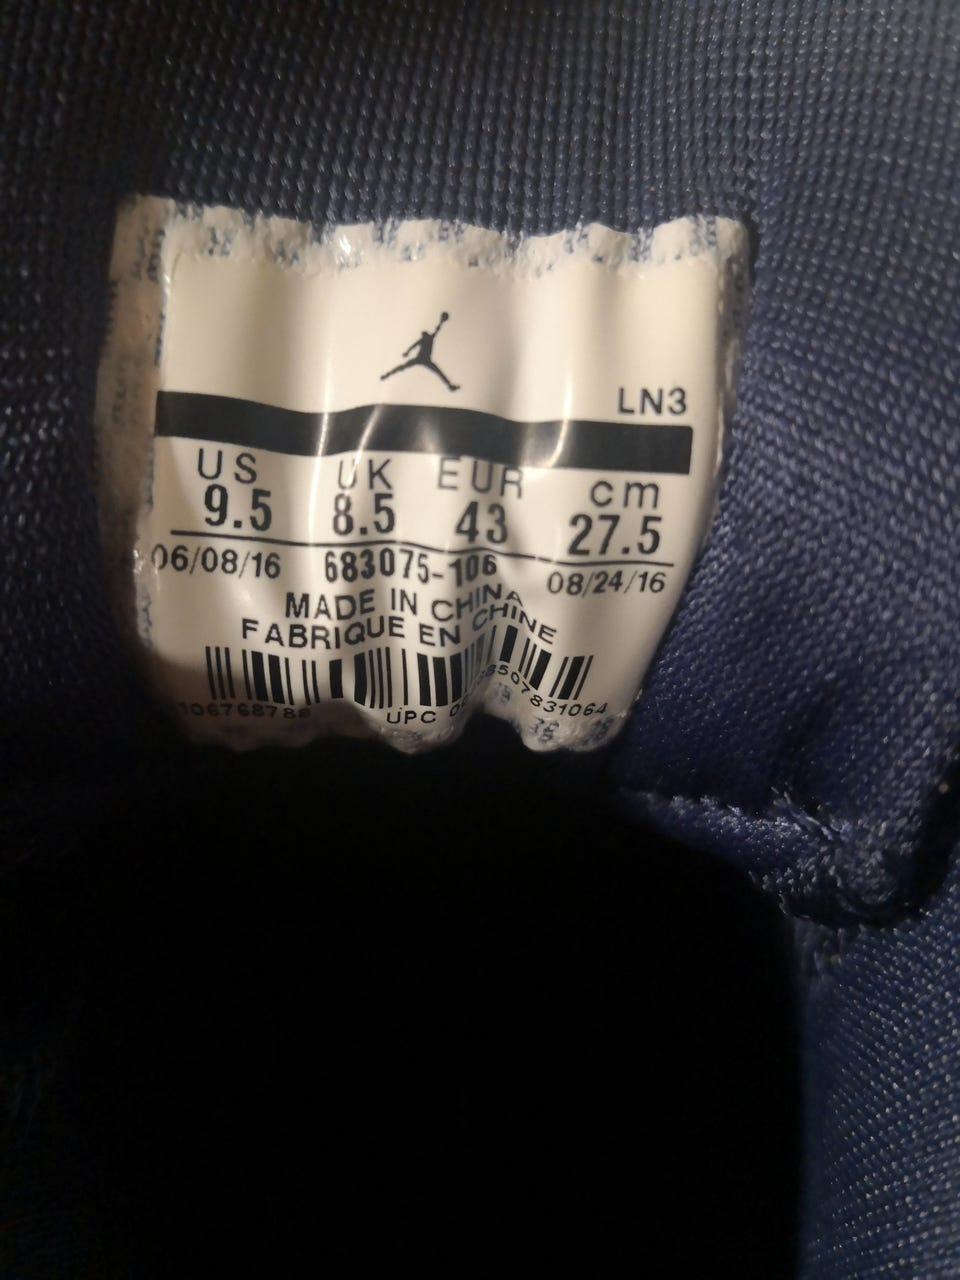 LN3
US UK EUR cm
9.5 8.5 43 27.5
06/08/16 683075-106 08/24/16
MADE IN CHINA
FABRIQUE EN CHINE
UPC